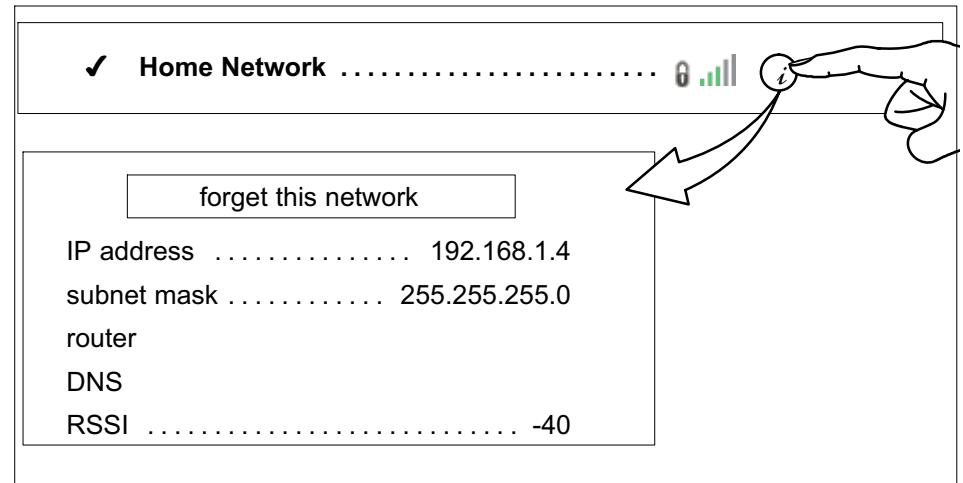 ✔ Home Network ........................ i
forget this network
IP address ............... 192.168.1.4
subnet mask ............ 255.255.255.0
router
DNS
RSSI ............................ -40